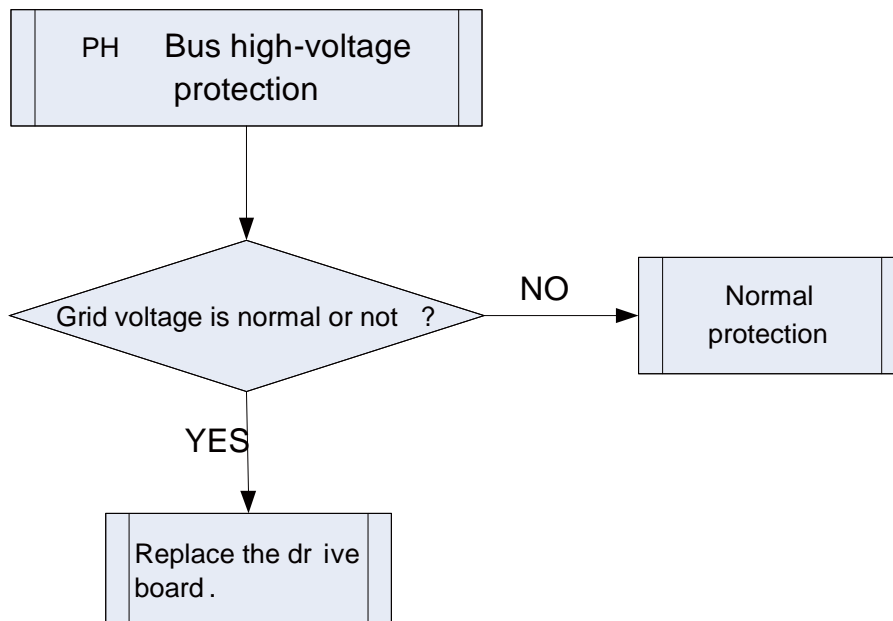 PH Bus high-voltage
protection
Grid voltage is normal or not ?
NO
Normal
protection
YES
Replace the dr ive
board .